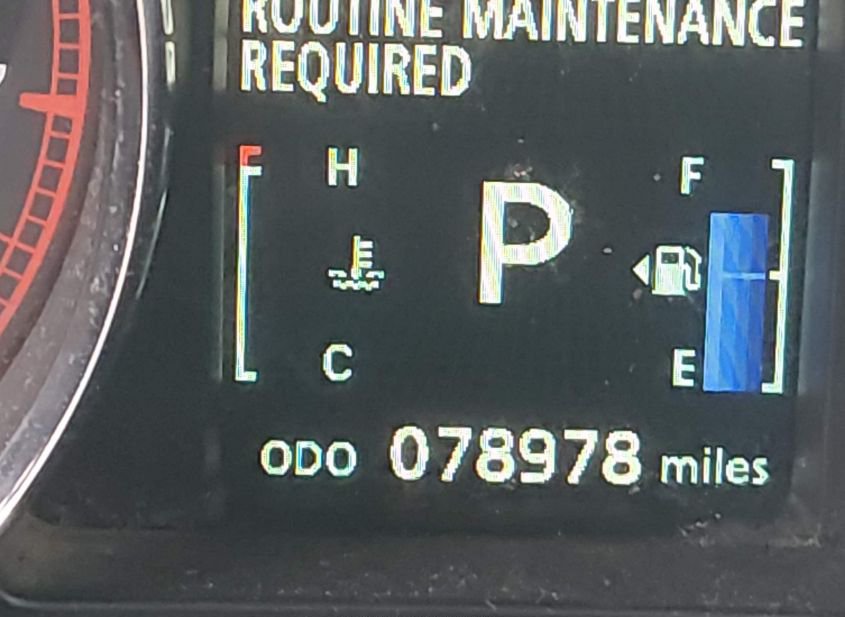 ROUTINE MAINTENANCE
REQUIRED
H
F
P
C
E
ODO 078978 miles